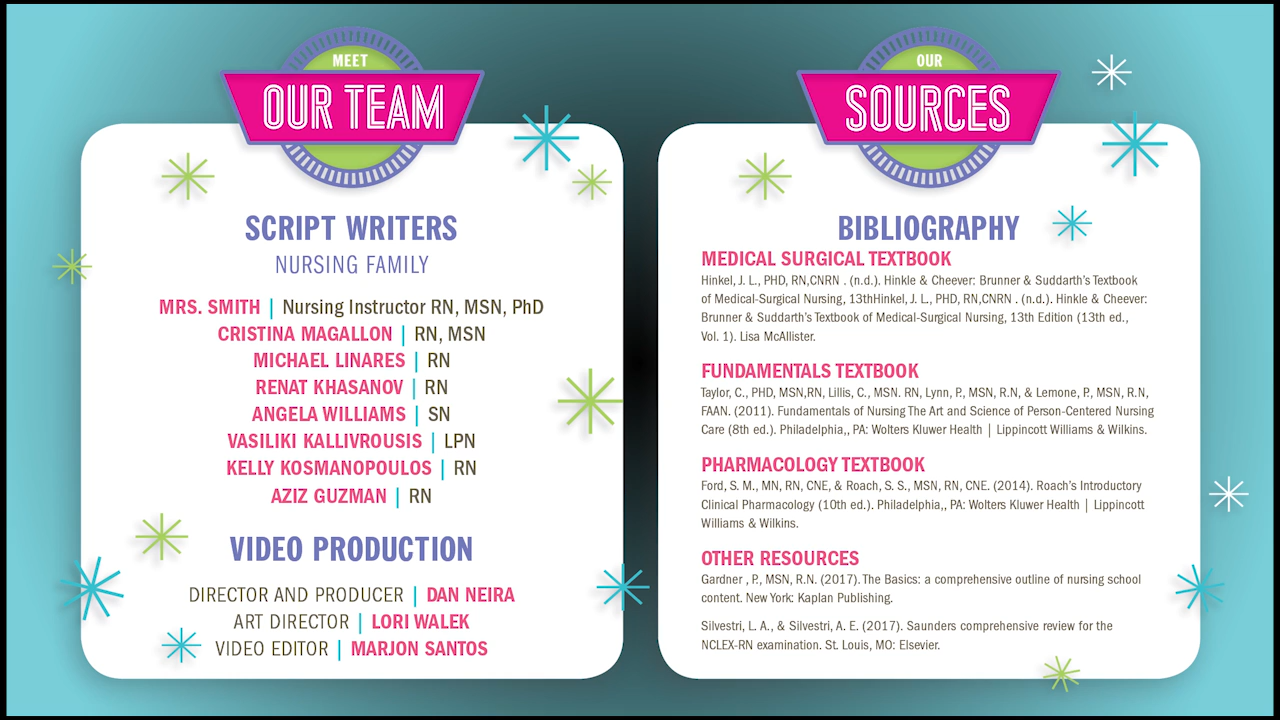 MEET
OUR TEAM
SCRIPT WRITERS
NURSING FAMILY
MRS. SMITH | Nursing Instructor RN, MSN, PhD
CRISTINA MAGALLON | RN, MSN
MICHAEL LINARES | RN
RENAT KHASANOV | RN
ANGELA WILLIAMS | SN
VASILIKI KALLIVROUSIS | LPN
KELLY KOSMANOPOULOS | RN
AZIZ GUZMAN | RN
VIDEO PRODUCTION
DIRECTOR AND PRODUCER | DAN NEIRA
ART DIRECTOR | LORI WALEK
VIDEO EDITOR | MARJON SANTOS
OUR
SOURCES
BIBLIOGRAPHY
MEDICAL SURGICAL TEXTBOOK
Hinkel, J. L., PHD, RN,CNRN . (n.d.). Hinkle & Cheever: Brunner & Suddarth's Textbook
of Medical-Surgical Nursing, 13thHinkel, J. L., PHD, RN,CNRN . (n.d.). Hinkle & Cheever:
Brunner & Suddarth's Textbook of Medical-Surgical Nursing, 13th Edition (13th ed.,
Vol. 1). Lisa McAllister.
FUNDAMENTALS TEXTBOOK
Taylor, C., PHD, MSN,RN, Lillis, C., MSN. RN, Lynn, P., MSN, R.N, & Lemone, P., MSN, R.N,
FAAN. (2011). Fundamentals of Nursing The Art and Science of Person-Centered Nursing
Care (8th ed.). Philadelphia,, PA: Wolters Kluwer Health | Lippincott Williams & Wilkins.
PHARMACOLOGY TEXTBOOK
Ford, S. M., MN, RN, CNE, & Roach, S. S., MSN, RN, CNE. (2014). Roach's Introductory
Clinical Pharmacology (10th ed.). Philadelphia,, PA: Wolters Kluwer Health | Lippincott
Williams & Wilkins.
OTHER RESOURCES
Gardner , P., MSN, R.N. (2017). The Basics: a comprehensive outline of nursing school
content. New York: Kaplan Publishing.
Silvestri, L. A., & Silvestri, A. E. (2017). Saunders comprehensive review for the
NCLEX-RN examination. St. Louis, MO: Elsevier.